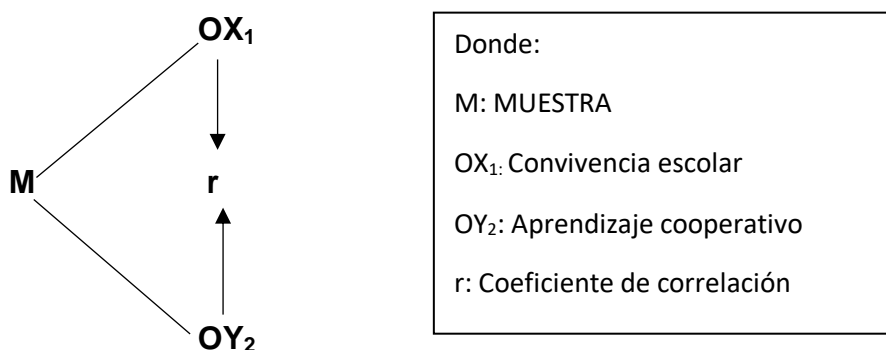 OX₁
M
r
OY₂
Donde:
M: MUESTRA
OX₁: Convivencia escolar
OY₂: Aprendizaje cooperativo
r: Coeficiente de correlación